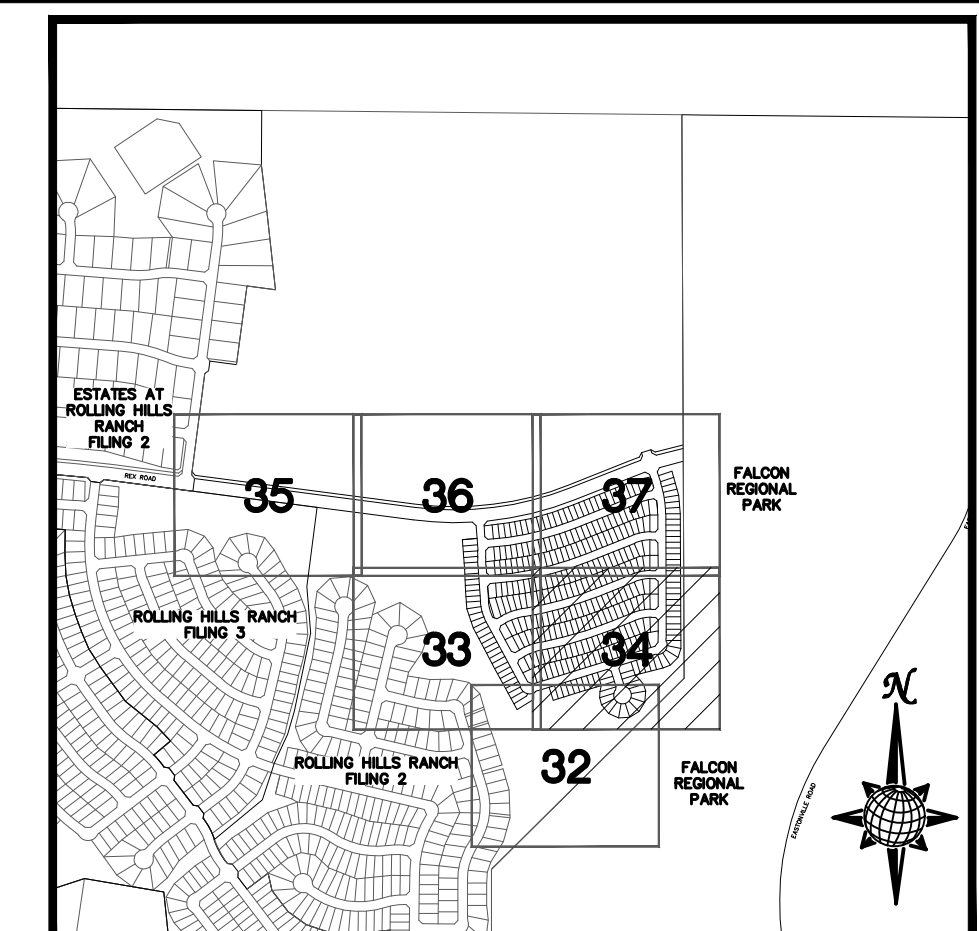 ESTATES AT
ROLLING HILLS
RANCH
FILING 2
REX ROAD
35
36
37
FALCON
REGIONAL
PARK
ROLLING HILLS RANCH
FILING 3
33
34
N
ROLLING HILLS RANCH
FILING 2
32
FALCON
REGIONAL
PARK
EASTONVILLE ROAD